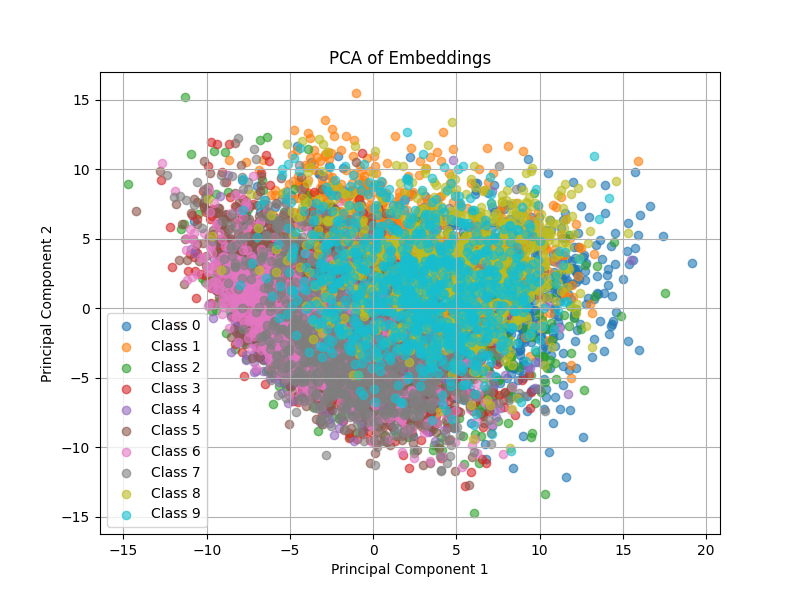 PCA of Embeddings
15
10
5
0
−5
−10
−15
Principal Component 2
Class 0
Class 1
Class 2
Class 3
Class 4
Class 5
Class 6
Class 7
Class 8
Class 9
−15 −10 −5 0 5 10 15 20
Principal Component 1